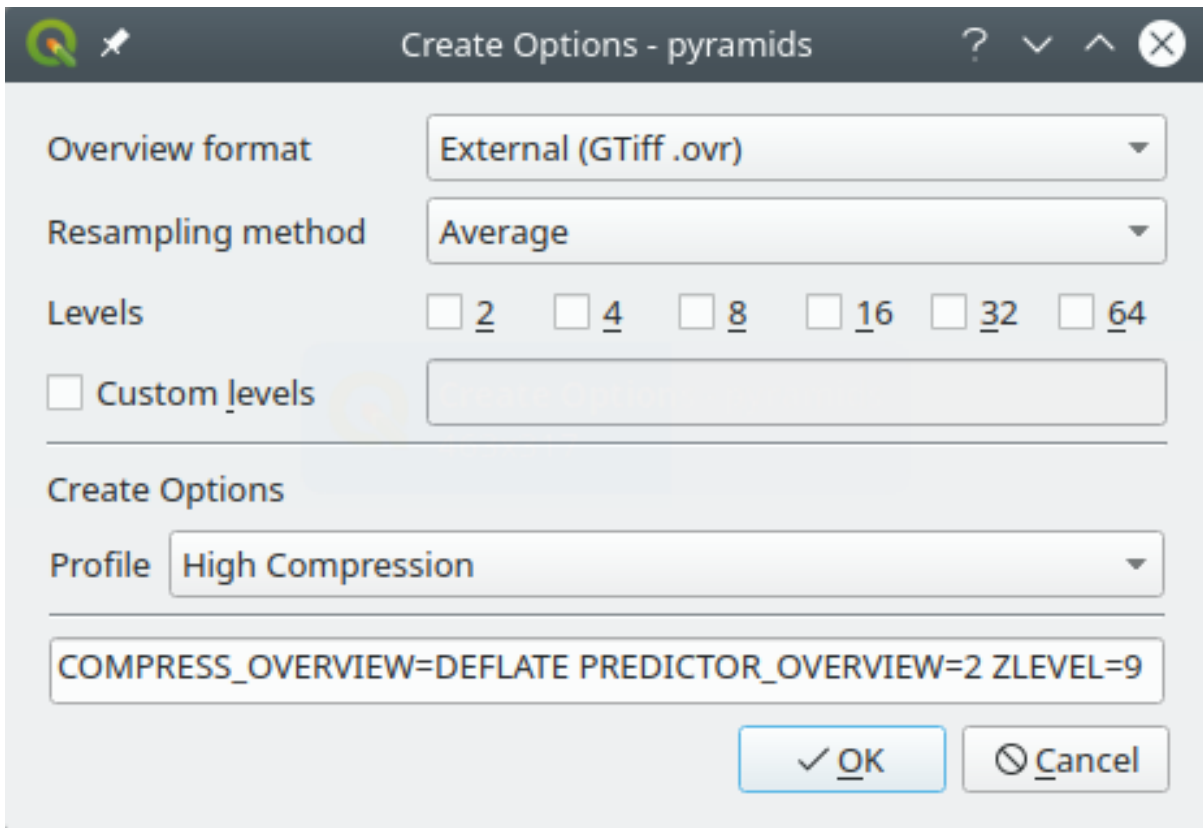 Create Options - pyramids ?
Overview format External (GTiff .ovr)
Resampling method Average
Levels 2 4 8 16 32 64
Custom levels
Create Options
Profile High Compression
COMPRESS_OVERVIEW=DEFLATE PREDICTOR_OVERVIEW=2 ZLEVEL=9
OK Cancel